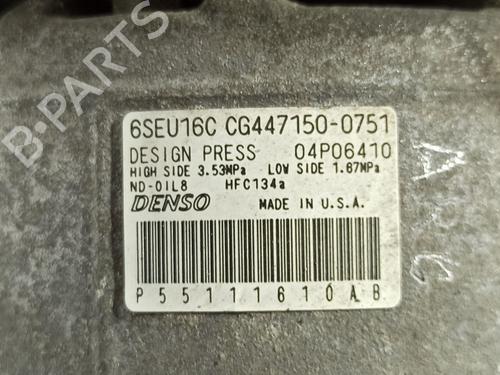 B-PARTS
6SEU16C CG447150-0751
DESIGN PRESS 04P06410
HIGH SIDE 3.53MPa LOW SIDE 1.67MPa
ND-OIL8 HFC134a
DENSO MADE IN U.S.A.
P55111610AB